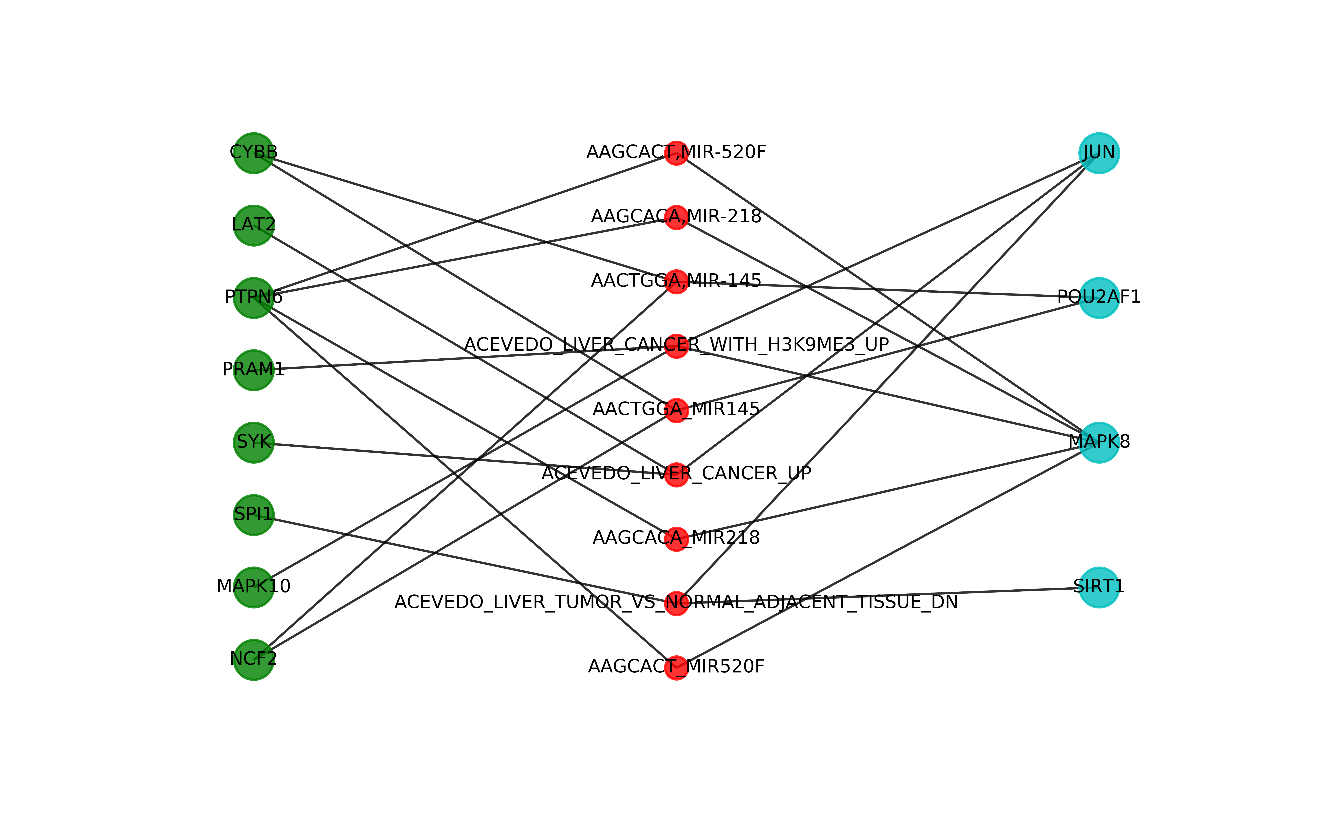 CYBB
LAT2
PTPN6
PRAM1
SYK
SPI1
MAPK10
NCF2
AAGCACT,MIR-520F
AAGCACA,MIR-218
AACTGGA,MIR-145
ACEVEDO_LIVER_CANCER_WITH_H3K9ME3_UP
AACTGGA_MIR145
ACEVEDO_LIVER_CANCER_UP
AAGCACA_MIR218
ACEVEDO_LIVER_TUMOR_VS_NORMAL_ADJACENT_TISSUE_DN
AAGCACT_MIR520F
JUN
POU2AF1
MAPK8
SIRT1